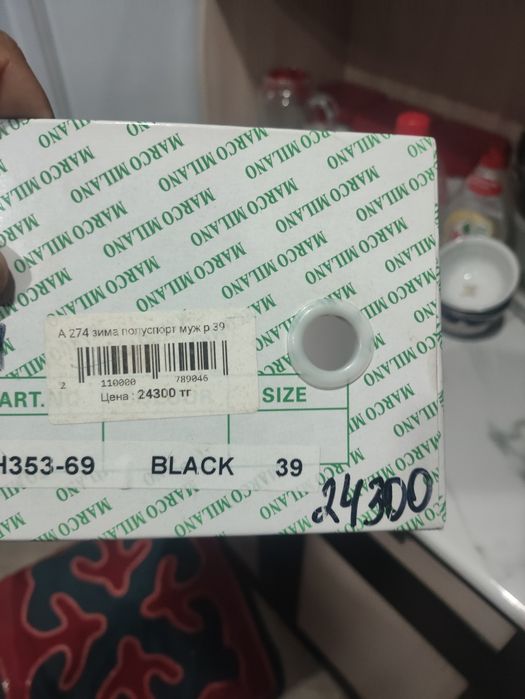 MARCO MILANO
А 274 зима полуспорт муж р 39
2 110000 789046
Цена : 24300 тг
ART. SIZE
H353-69 BLACK 39
24300